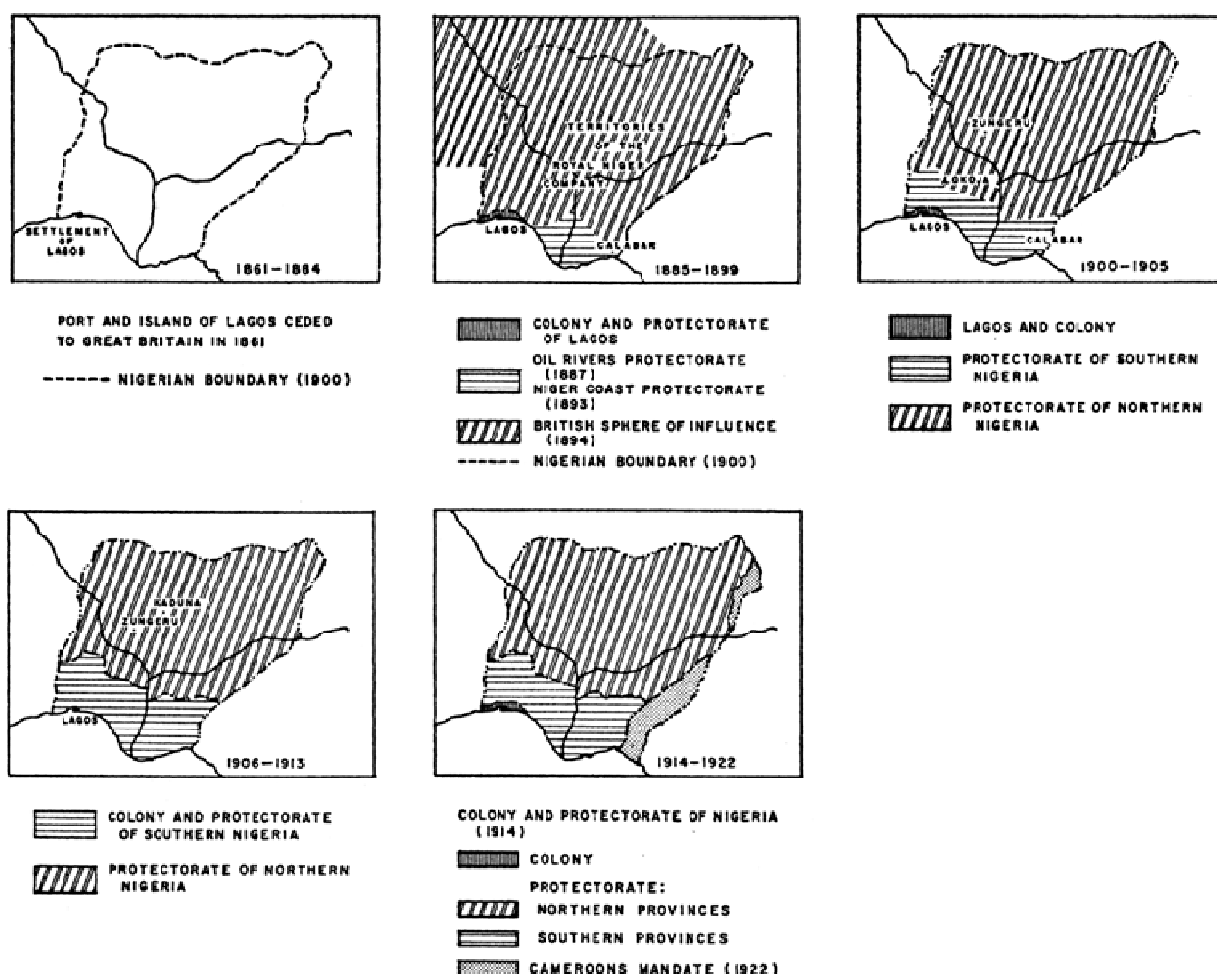 SETTLEMENT
OF
LAGOS
1861-1884
PORT AND ISLAND OF LAGOS CEDED
TO GREAT BRITAIN IN 1861
NIGERIAN BOUNDARY (1900)
TERRITORIES
OF THE
ROYAL NIGER
COMPANY
LAGOS
CALABAR
1885-1899
COLONY AND PROTECTORATE
OF LAGOS
OIL RIVERS PROTECTORATE
(1887)
NIGER COAST PROTECTORATE
(1893)
BRITISH SPHERE OF INFLUENCE
(1894)
NIGERIAN BOUNDARY (1900)
ZUNGERU
LOKOJA
LAGOS
CALABAR
1900-1905
LAGOS AND COLONY
PROTECTORATE OF SOUTHERN
NIGERIA
PROTECTORATE OF NORTHERN
NIGERIA
KADUNA
ZUNGERU
LAGOS
1906-1913
COLONY AND PROTECTORATE
OF SOUTHERN NIGERIA
PROTECTORATE OF NORTHERN
NIGERIA
1914-1922
COLONY AND PROTECTORATE OF NIGERIA
(1914)
COLONY
PROTECTORATE:
NORTHERN PROVINCES
SOUTHERN PROVINCES
CAMEROONS MANDATE (1922)